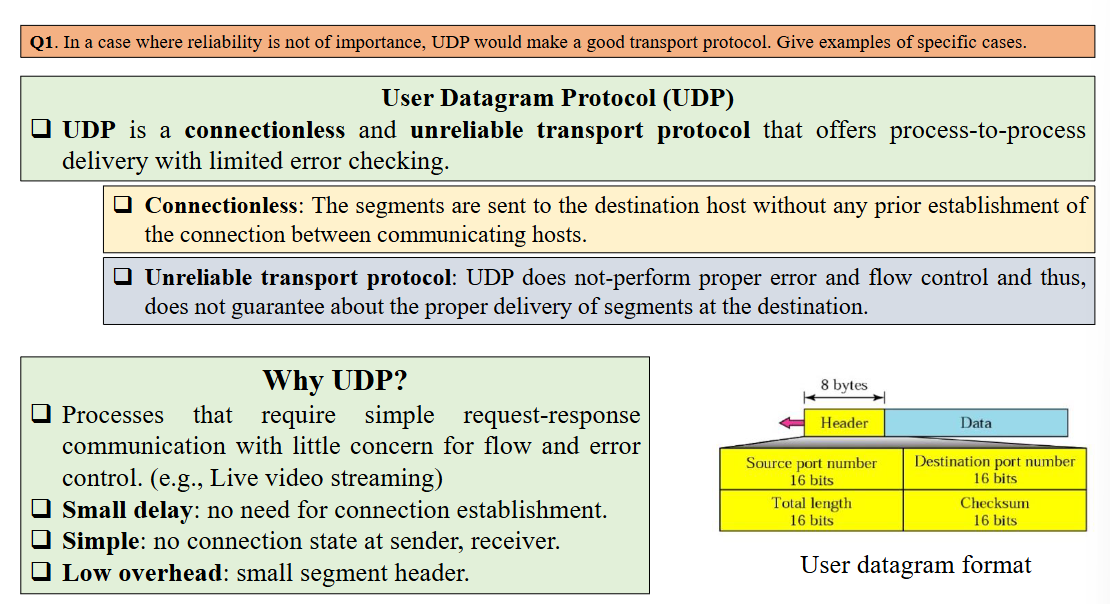 Q1. In a case where reliability is not of importance, UDP would make a good transport protocol. Give examples of specific cases.
User Datagram Protocol (UDP)
❑ UDP is a connectionless and unreliable transport protocol that offers process-to-process
delivery with limited error checking.
❑ Connectionless: The segments are sent to the destination host without any prior establishment of
the connection between communicating hosts.
❑ Unreliable transport protocol: UDP does not-perform proper error and flow control and thus,
does not guarantee about the proper delivery of segments at the destination.
Why UDP?
❑ Processes that require simple request-response
communication with little concern for flow and error
control. (e.g., Live video streaming)
❑ Small delay: no need for connection establishment.
❑ Simple: no connection state at sender, receiver.
❑ Low overhead: small segment header.
8 bytes
Header Data
Source port number Destination port number
16 bits 16 bits
Total length Checksum
16 bits 16 bits
User datagram format